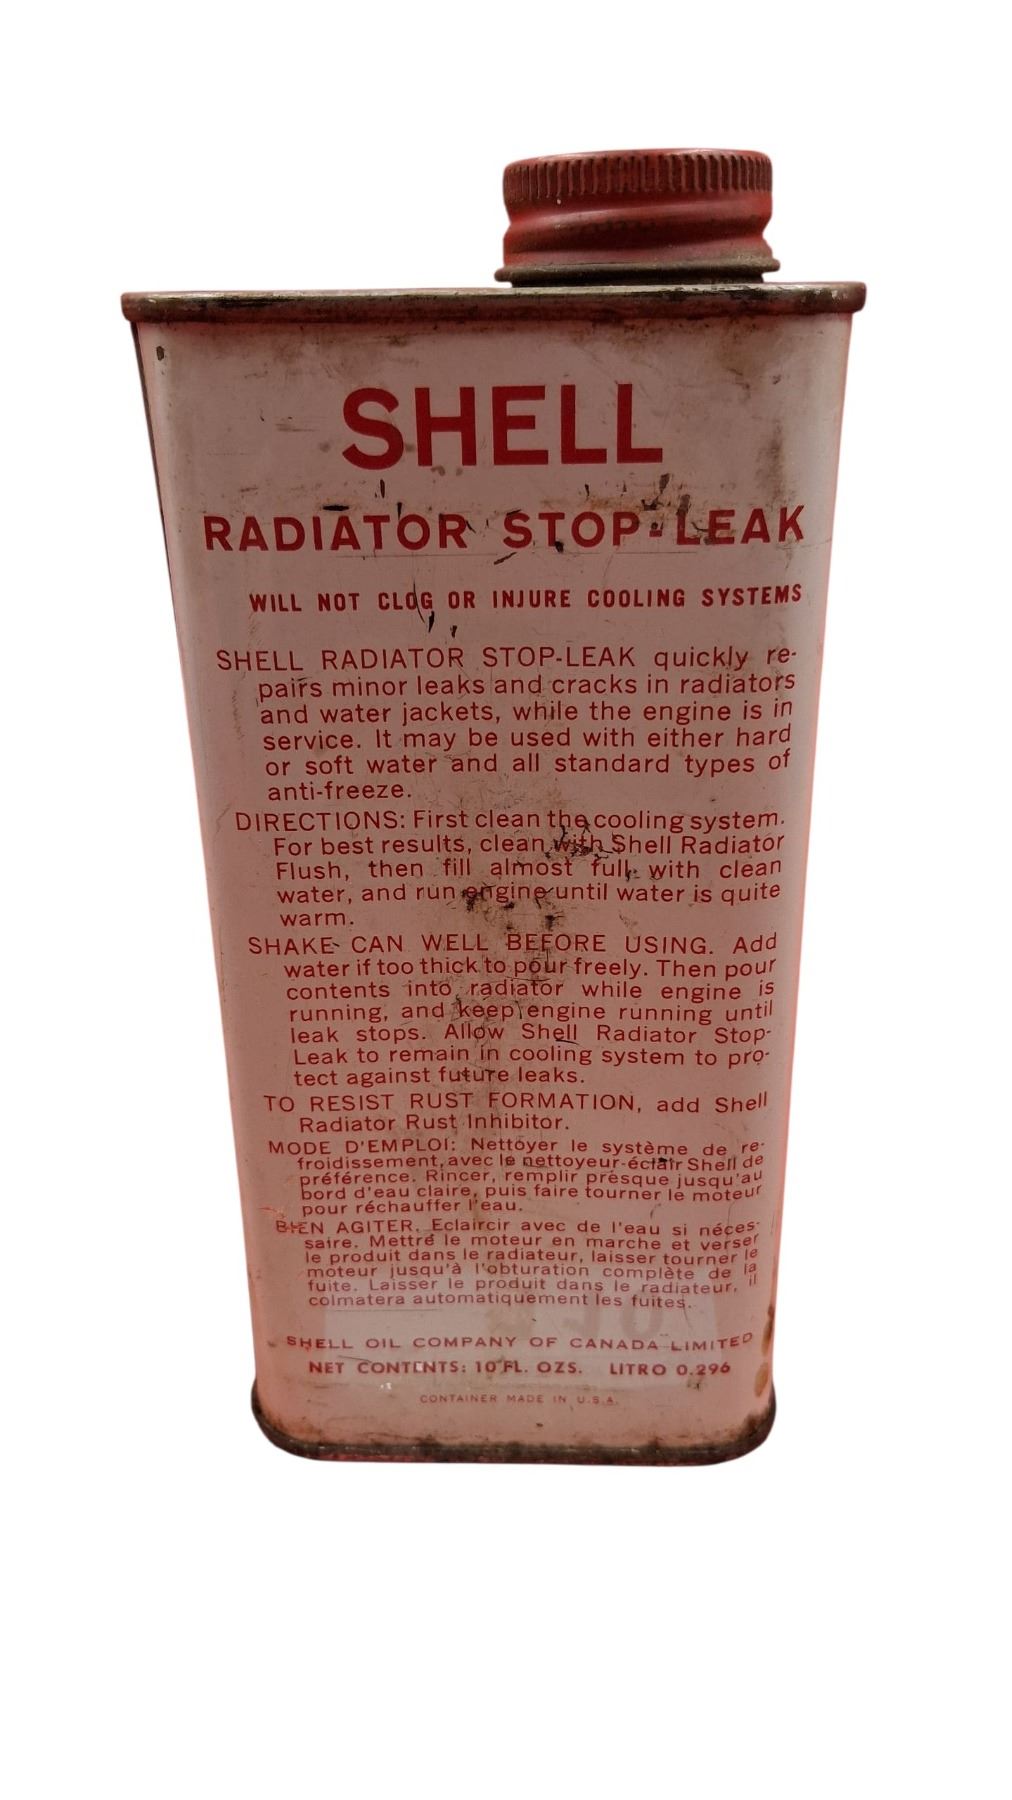 SHELL
RADIATOR STOP-LEAK
WILL NOT CLOG OR INJURE COOLING SYSTEMS
SHELL RADIATOR STOP-LEAK quickly re-
pairs minor leaks and cracks in radiators
and water jackets, while the engine is in
service. It may be used with either hard
or soft water and all standard types of
anti-freeze.
DIRECTIONS: First clean the cooling system.
For best results, clean with Shell Radiator
Flush, then fill almost full with clean
water, and run engine until water is quite
warm.
SHAKE CAN WELL BEFORE USING. Add
water if too thick to pour freely. Then pour
contents into radiator while engine is
running, and keep engine running until
leak stops. Allow Shell Radiator Stop-
Leak to remain in cooling system to pro-
tect against future leaks.
TO RESIST RUST FORMATION, add Shell
Radiator Rust Inhibitor.
MODE D'EMPLOI: Nettoyer le système de re-
froidissement, avec le nettoyeur-éclair Shell de
préférence. Rincer, remplir presque jusqu'au
bord d'eau claire, puis faire tourner le moteur
pour réchauffer l'eau.
BIEN AGITER. Eclaircir avec de l'eau si néces-
saire. Mettre le moteur en marche et verser
le produit dans le radiateur, laisser tourner le
moteur jusqu'à l'obturation complète de la
fuite. Laisser le produit dans le radiateur, il
colmatera automatiquement les fuites.
SHELL OIL COMPANY OF CANADA LIMITED
NET CONTENTS: 10 FL. OZS. LITRO 0.296
CONTAINER MADE IN U.S.A.